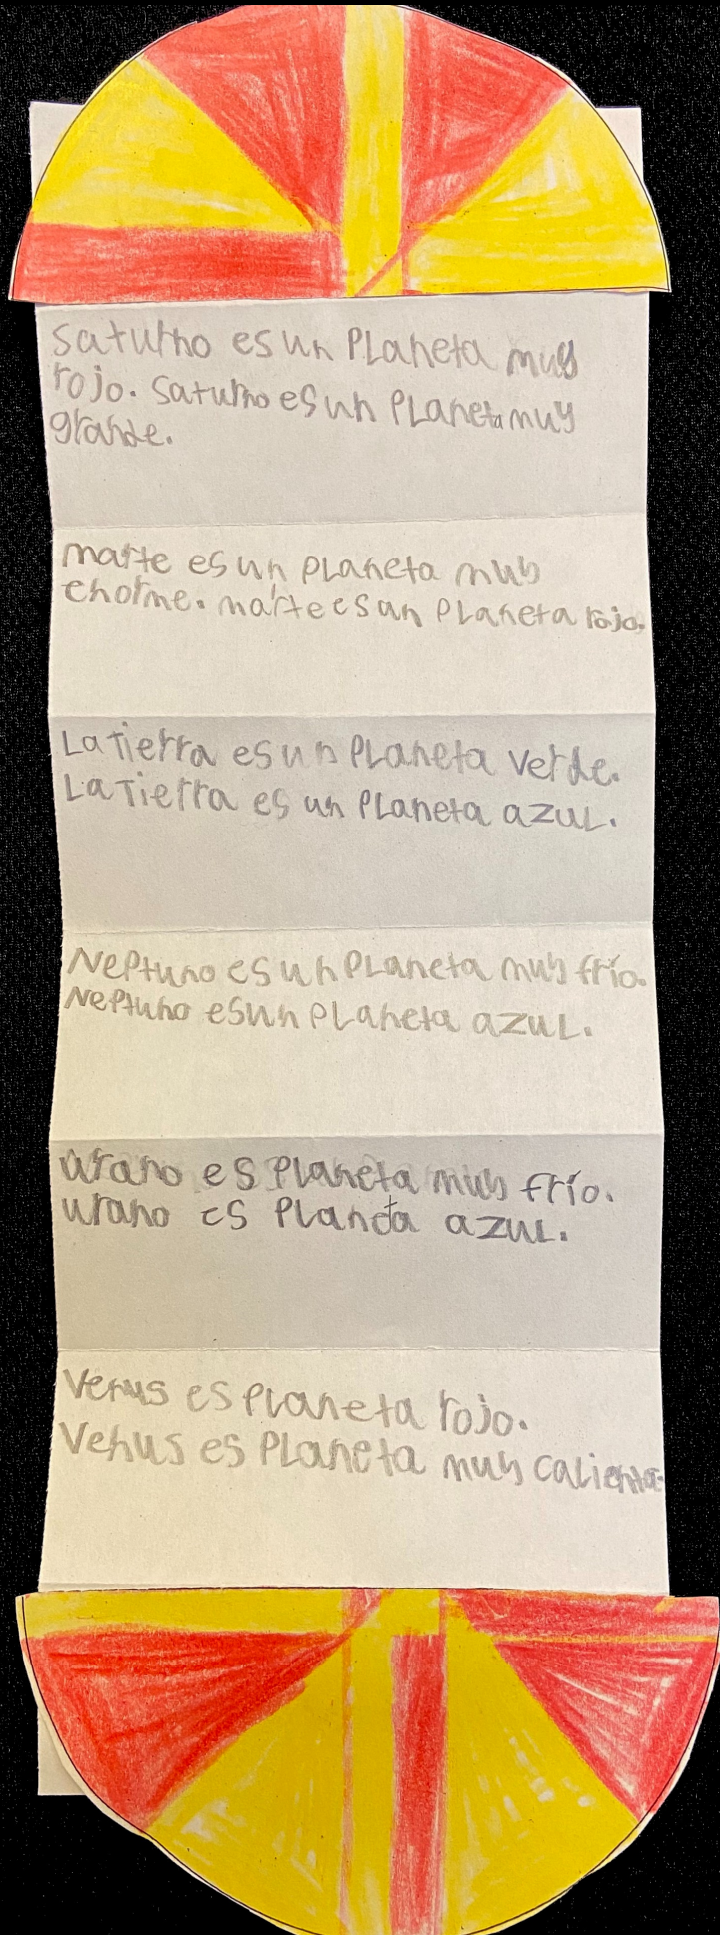 Saturno es un PLaneta muy
rojo. Saturno es un PLaneta muy
grande.
marte es un pLaneta muy
enorme. marte es un PLaneta rojo.
La Tierra es un PLaneta verde.
La Tierra es un PLaneta azuL.
Neptuno es un PLaneta muy frío.
Neptuno es un pLaneta azuL.
urano es Planeta muy frío.
urano es Planeta azuL.
Venus es pLaneta rojo.
Venus es PLaneta muy caLiente.